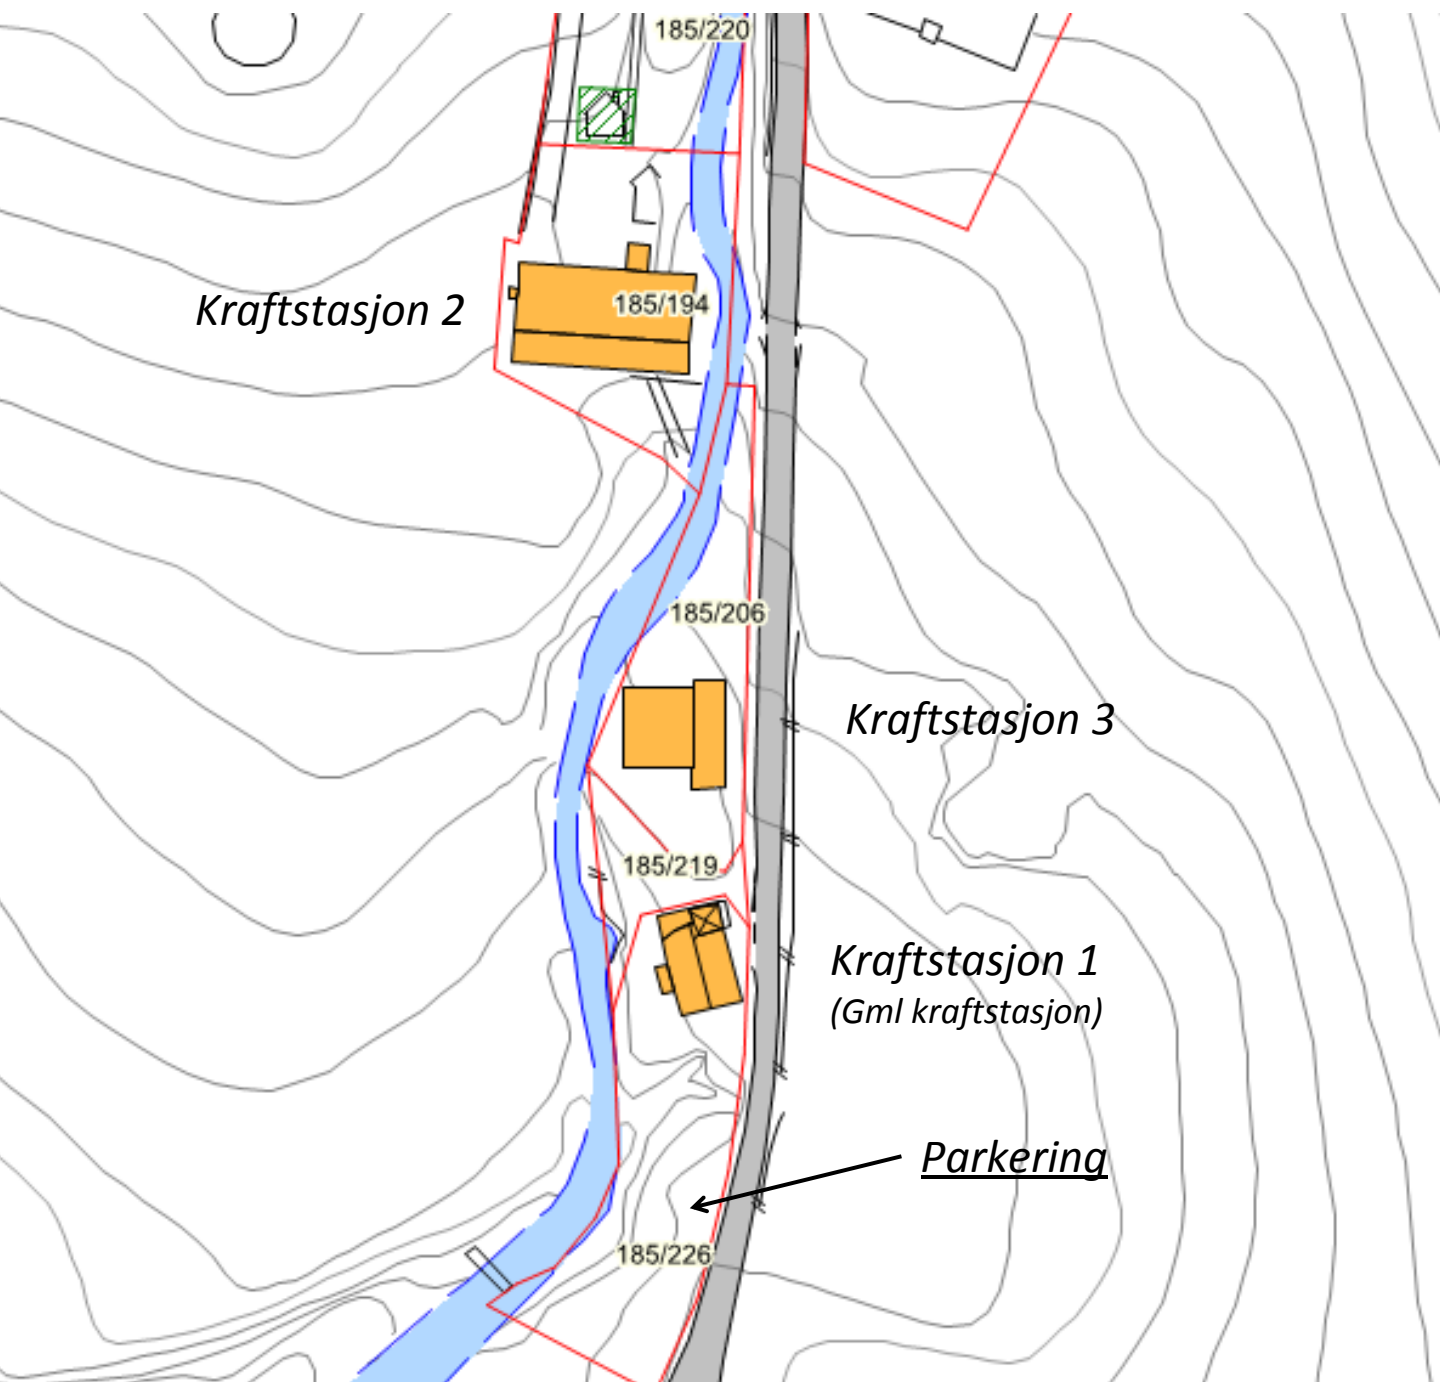 185/220
Kraftstasjon 2
185/194
185/206
Kraftstasjon 3
185/219
Kraftstasjon 1
(Gml kraftstasjon)
Parkering
185/226